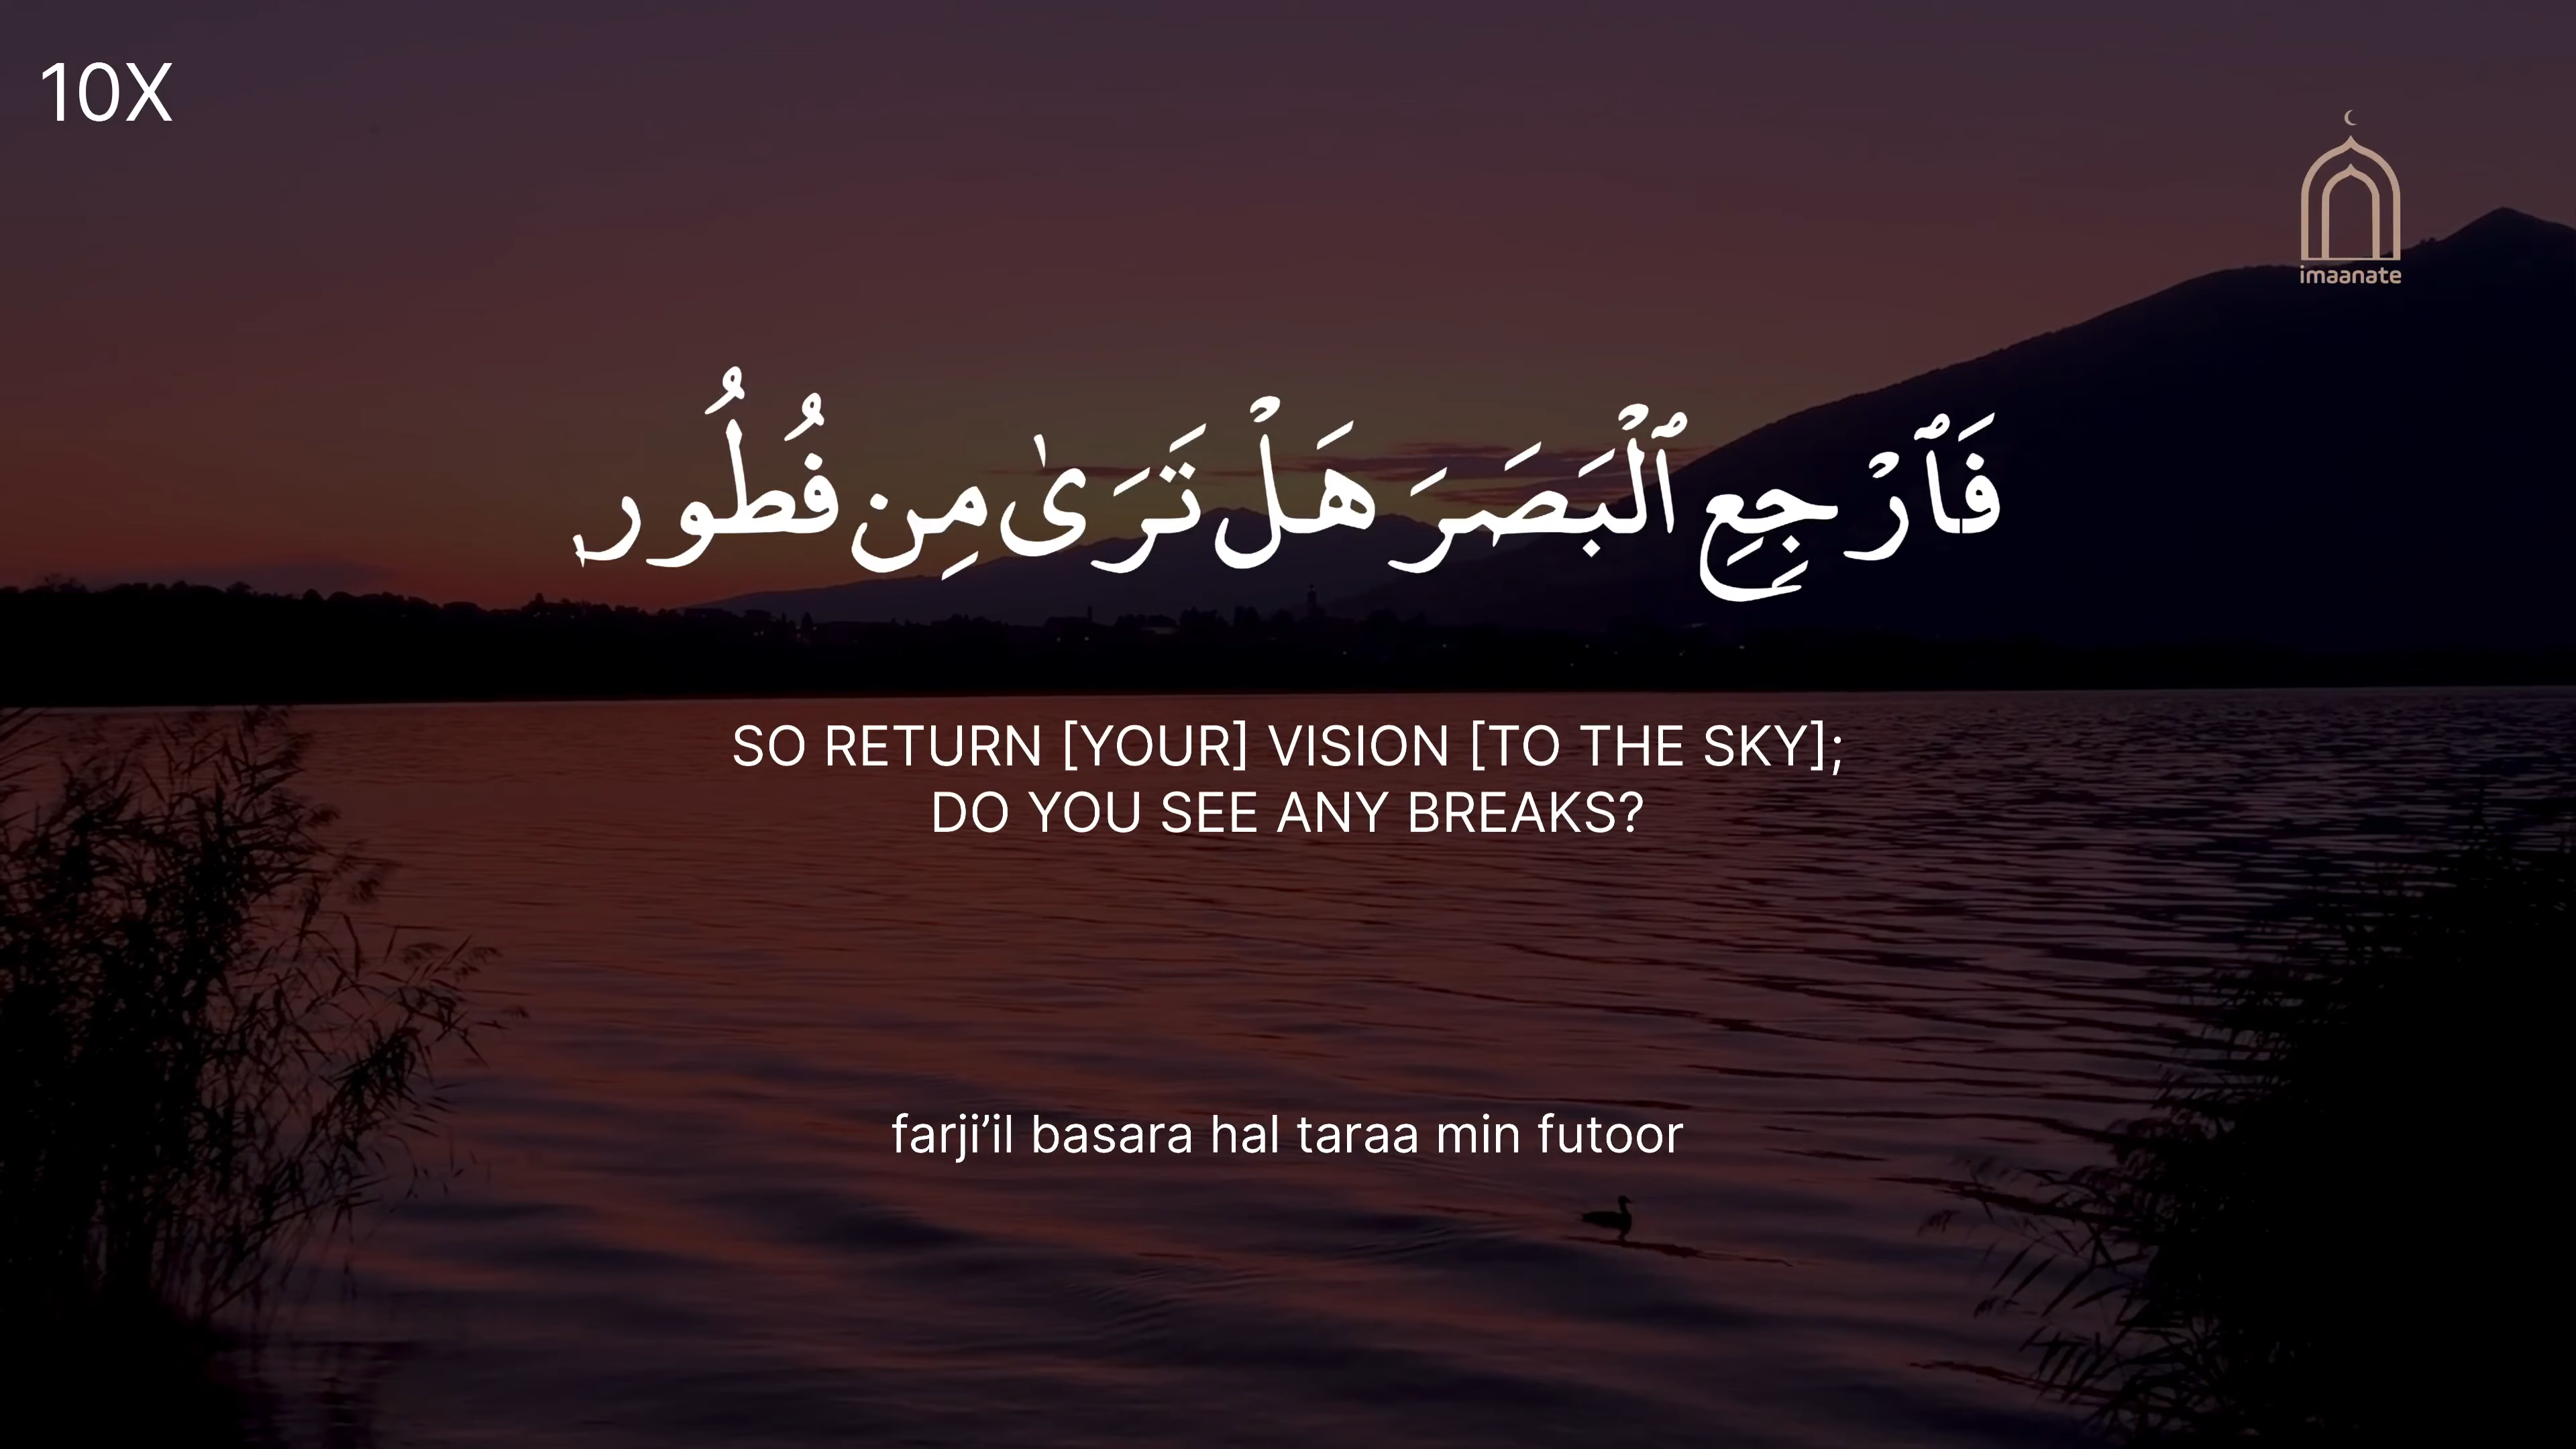 10X
imaanate
فَٱرْجِعِ ٱلْبَصَرَ هَلْ تَرَىٰ مِن فُطُور
SO RETURN [YOUR] VISION [TO THE SKY];
DO YOU SEE ANY BREAKS?
farji’il basara hal taraa min futoor